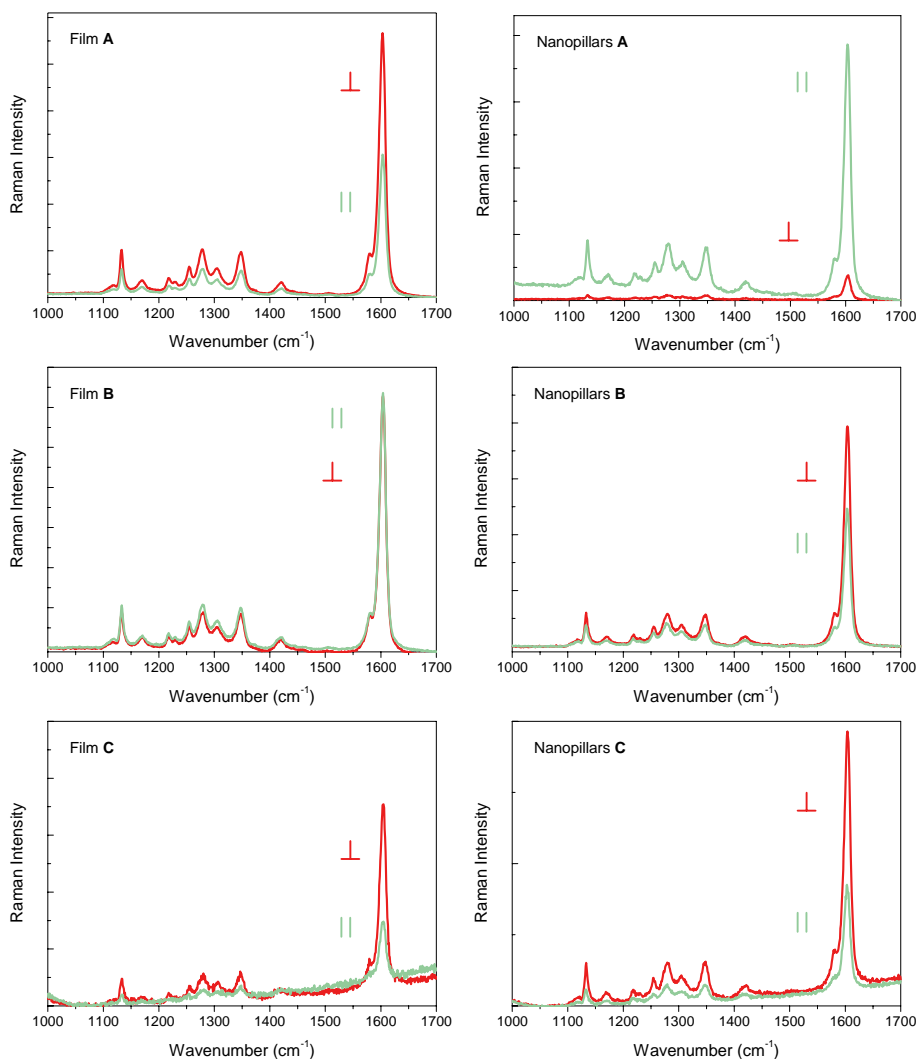 Film A
⊥
||
Raman Intensity
1000 1100 1200 1300 1400 1500 1600 1700
Wavenumber (cm⁻¹)
Nanopillars A
||
⊥
Raman Intensity
1000 1100 1200 1300 1400 1500 1600 1700
Wavenumber (cm⁻¹)
Film B
||
⊥
Raman Intensity
1000 1100 1200 1300 1400 1500 1600 1700
Wavenumber (cm⁻¹)
Nanopillars B
⊥
||
Raman Intensity
1000 1100 1200 1300 1400 1500 1600 1700
Wavenumber (cm⁻¹)
Film C
⊥
||
Raman Intensity
1000 1100 1200 1300 1400 1500 1600 1700
Wavenumber (cm⁻¹)
Nanopillars C
⊥
||
Raman Intensity
1000 1100 1200 1300 1400 1500 1600 1700
Wavenumber (cm⁻¹)